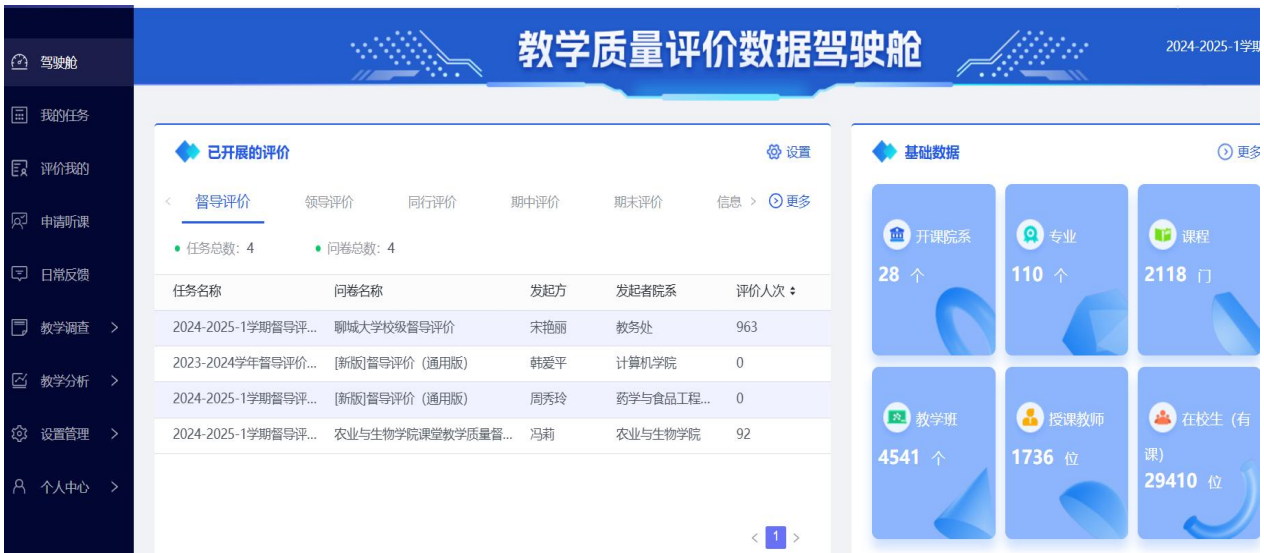 教学质量评价数据驾驶舱
2024-2025-1学期
驾驶舱
我的任务
评价我的
申请听课
日常反馈
教学调查
教学分析
设置管理
个人中心
已开展的评价
设置
督导评价 领导评价 同行评价 期中评价 期末评价 信息 更多
任务总数: 4 问卷总数: 4
任务名称 问卷名称 发起方 发起者院系 评价人次
2024-2025-1学期督导评... 聊城大学校级督导评价 宋艳丽 教务处 963
2023-2024学年督导评价... [新版]督导评价（通用版） 韩爱平 计算机学院 0
2024-2025-1学期督导评... [新版]督导评价（通用版） 周秀玲 药学与食品工程... 0
2024-2025-1学期督导评... 农业与生物学院课堂教学质量督... 冯莉 农业与生物学院 92
< 1 >
基础数据
更多
开课院系
28 个
专业
110 个
课程
2118 门
教学班
4541 个
授课教师
1736 位
在校生（有
课)
29410 位